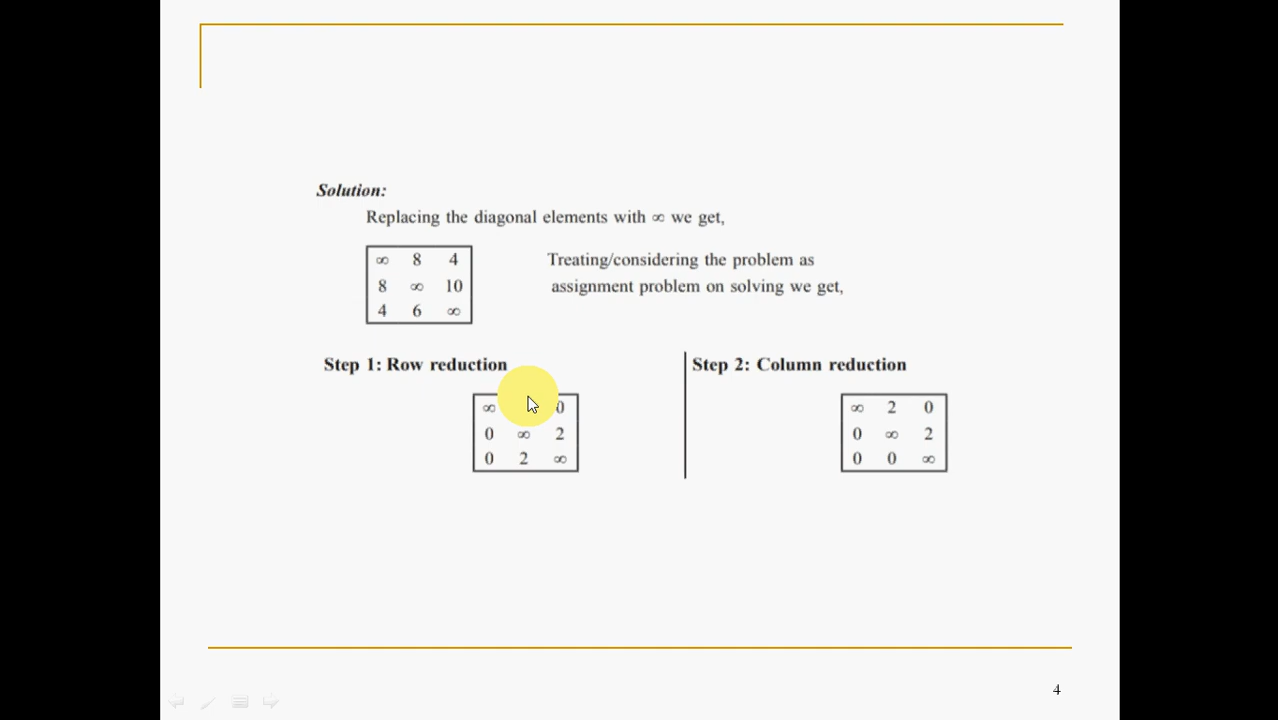 Solution:
Replacing the diagonal elements with ∞ we get,
∞ 8 4
8 ∞ 10
4 6 ∞
Treating/considering the problem as
assignment problem on solving we get,
Step 1: Row reduction
∞ 0
0 ∞ 2
0 2 ∞
Step 2: Column reduction
∞ 2 0
0 ∞ 2
0 0 ∞
4